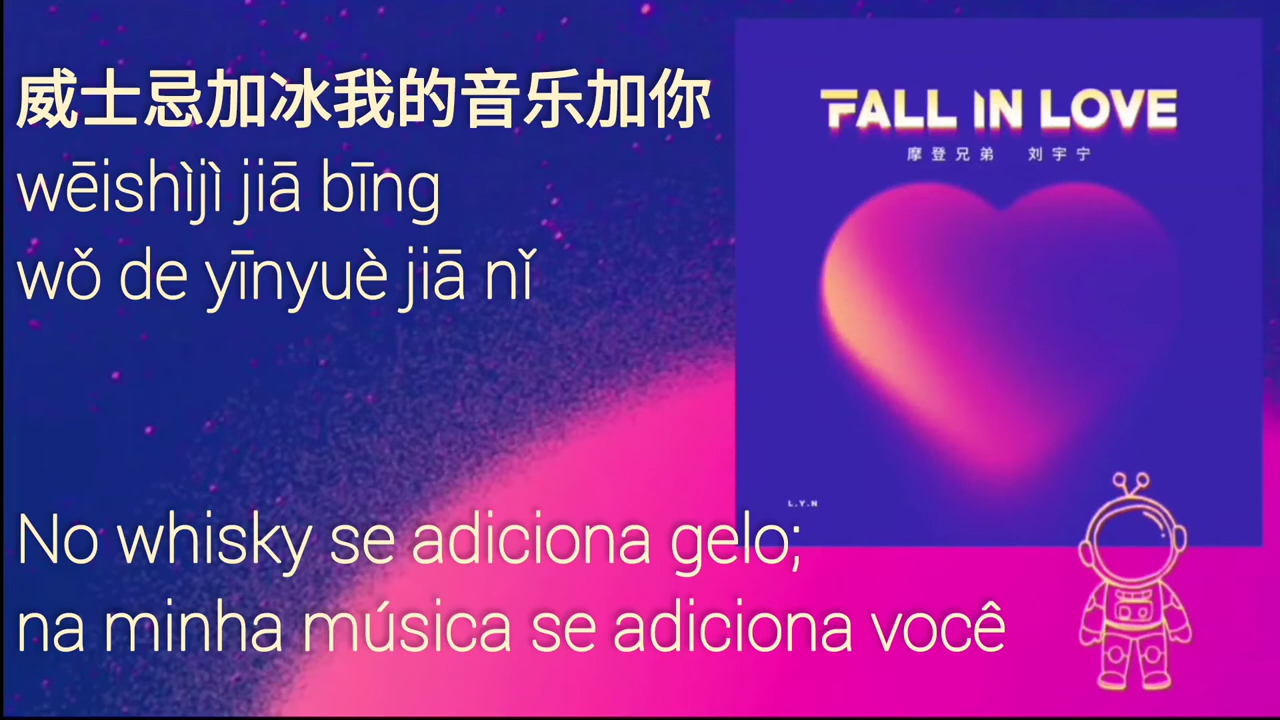 威士忌加冰我的音乐加你
wēishìjì jiā bīng
wǒ de yīnyuè jiā nǐ
No whisky se adiciona gelo;
na minha música se adiciona você
FALL IN LOVE
摩登兄弟 刘宇宁
L.Y.N